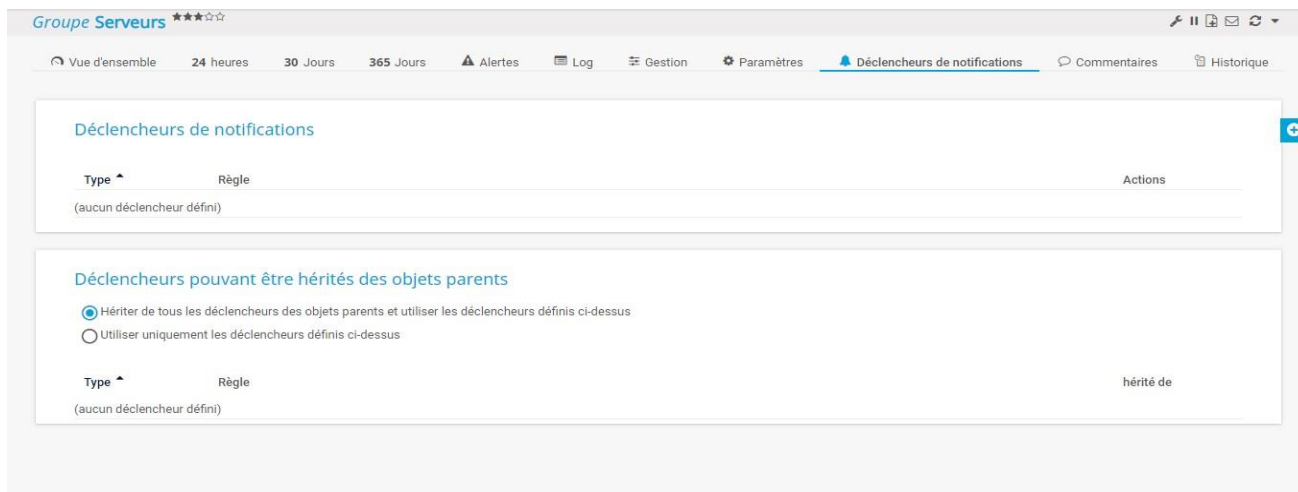 Groupe Serveurs
Vue d'ensemble 24 heures 30 Jours 365 Jours Alertes Log Gestion Paramètres Déclencheurs de notifications Commentaires Historique
Déclencheurs de notifications
Type Règle Actions
(aucun déclencheur défini)
Déclencheurs pouvant être hérités des objets parents
Hériter de tous les déclencheurs des objets parents et utiliser les déclencheurs définis ci-dessus
Utiliser uniquement les déclencheurs définis ci-dessus
Type Règle hérité de
(aucun déclencheur défini)